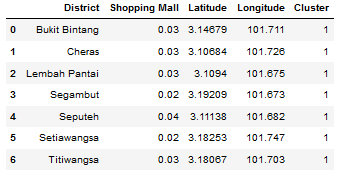 District Shopping Mall Latitude Longitude Cluster
0 Bukit Bintang 0.03 3.14679 101.711 1
1 Cheras 0.03 3.10684 101.726 1
2 Lembah Pantai 0.03 3.1094 101.675 1
3 Segambut 0.02 3.19209 101.673 1
4 Seputeh 0.04 3.11138 101.682 1
5 Setiawangsa 0.02 3.18253 101.747 1
6 Titiwangsa 0.03 3.18067 101.703 1